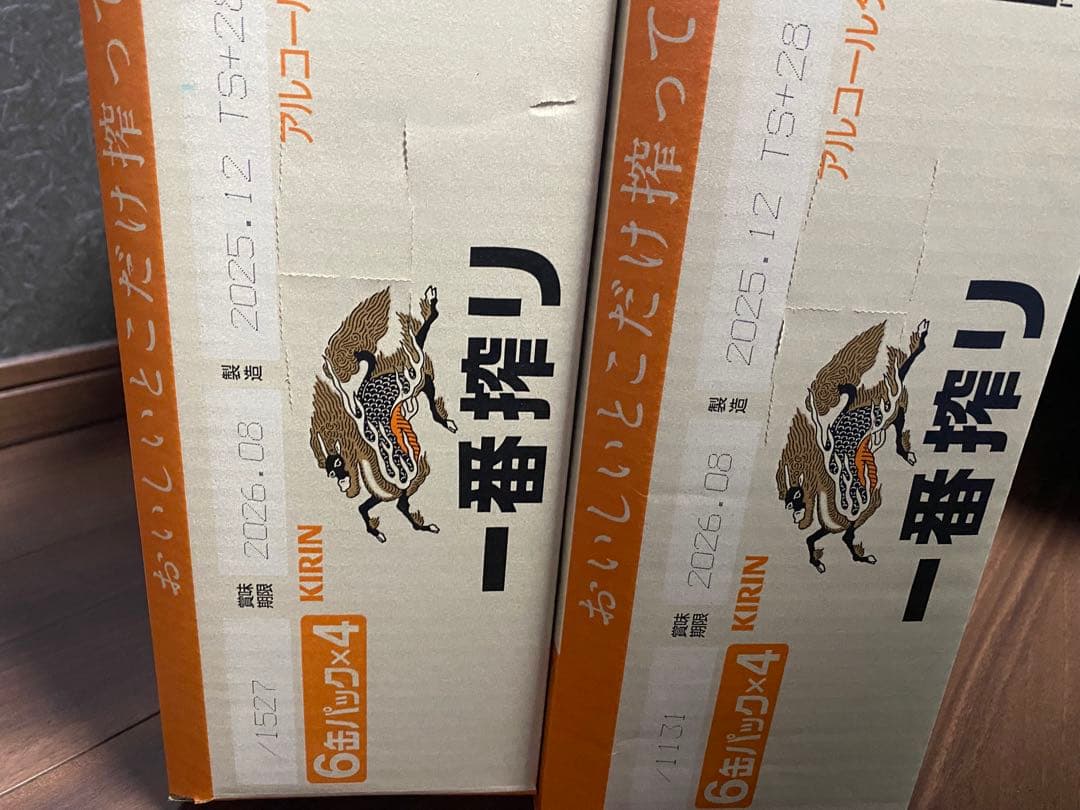 おいしいとこだけ搾って
/1527 賞味期限 2026.08 製造 2025.12 TS+28
6缶パック×4 KIRIN アルコール
一番搾り
おいしいとこだけ搾って
/1131 賞味期限 2026.08 製造 2025.12 TS+28
6缶パック×4 KIRIN アルコール
一番搾り